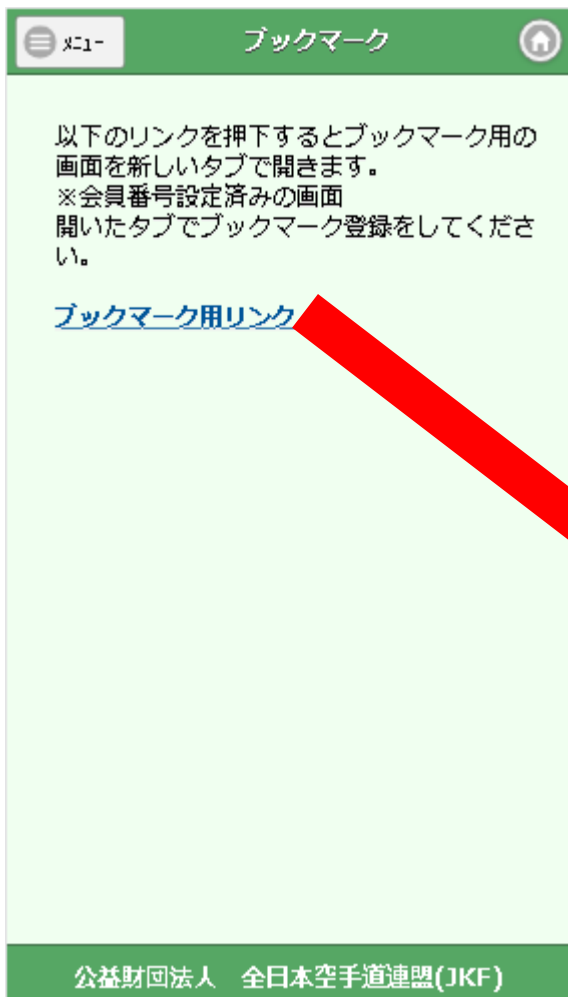 メニュー
ブックマーク
以下のリンクを押下するとブックマーク用の
画面を新しいタブで開きます。
※会員番号設定済みの画面
開いたタブでブックマーク登録をしてくださ
い。
ブックマーク用リンク
公益財団法人　全日本空手道連盟(JKF)